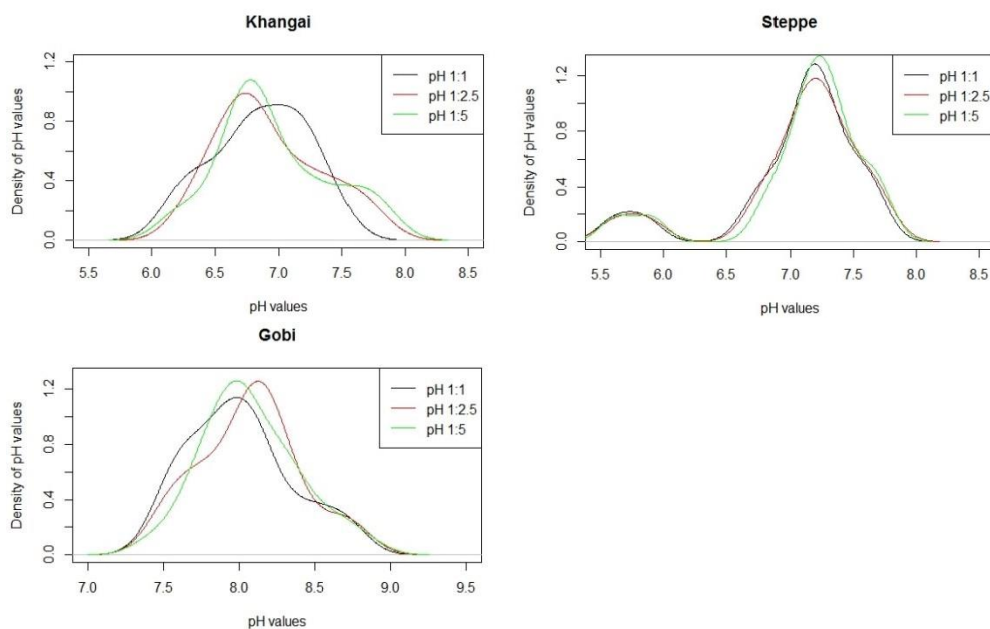 Khangai
Density of pH values
0.0 0.4 0.8 1.2
pH 1:1
pH 1:2.5
pH 1:5
5.5 6.0 6.5 7.0 7.5 8.0 8.5
pH values
Steppe
Density of pH values
0.0 0.4 0.8 1.2
pH 1:1
pH 1:2.5
pH 1:5
5.5 6.0 6.5 7.0 7.5 8.0 8.5
pH values
Gobi
Density of pH values
0.0 0.4 0.8 1.2
pH 1:1
pH 1:2.5
pH 1:5
7.0 7.5 8.0 8.5 9.0 9.5
pH values